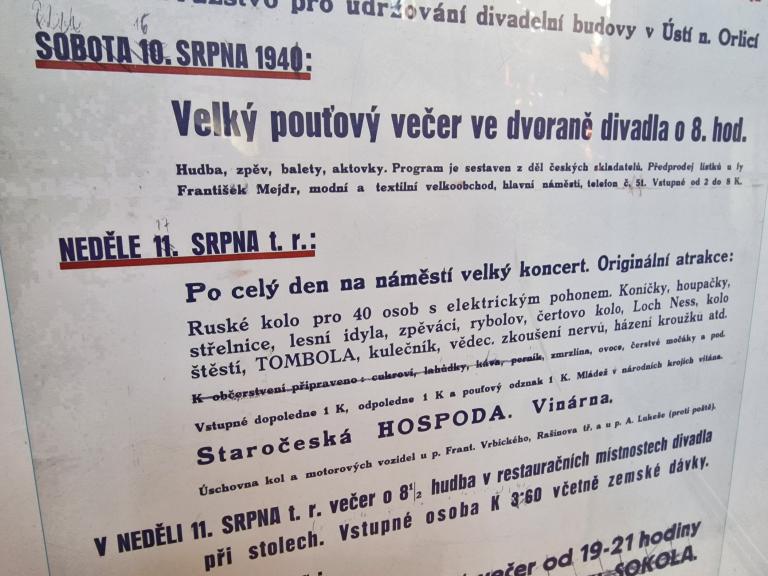 pro udržování divadelní budovy v Ústí n. Orlicí
16
SOBOTA 10. SRPNA 1940:
Velký pouťový večer ve dvoraně divadla o 8. hod.
Hudba, zpěv, balety, aktovky. Program je sestaven z děl českých skladatelů. Předprodej lístků u fy
František Mejdr, modní a textilní velkoobchod, hlavní náměstí, telefon č. 51. Vstupné od 2 do 8 K.
17
NEDĚLE 11. SRPNA t. r.:
Po celý den na náměstí velký koncert. Originální atrakce:
Ruské kolo pro 40 osob s elektrickým pohonem. Koníčky, houpačky,
střelnice, lesní idyla, zpěváci, rybolov, čertovo kolo, Loch Ness, kolo
štěstí, TOMBOLA, kulečník, vědec. zkoušení nervů, házení kroužků atd.
K občerstvení připraveno: cukroví, lahůdky, káva, perník, zmrzlina, ovoce, čerstvé močáky a pod.
Vstupné dopoledne 1 K, odpoledne 1 K a pouťový odznak 1 K. Mládež v národních krojích vítána.
Staročeská HOSPODA. Vinárna.
Úschovna kol a motorových vozidel u p. Frant. Vrbického, Rašínova tř. a u p. A. Lukeše (proti poště).
V NEDĚLI 11. SRPNA t. r. večer o 8½ hudba v restauračních místnostech divadla
při stolech. Vstupné osoba K 3·60 včetně zemské dávky.
večer od 19-21 hodiny
SOKOLA.